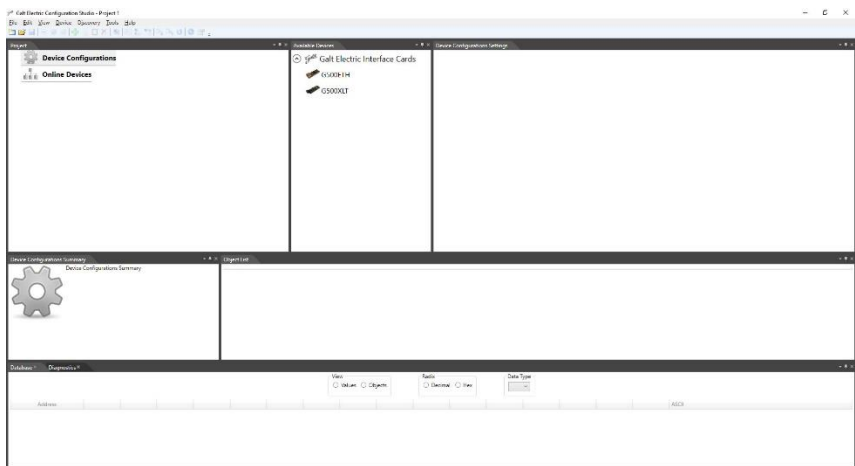 Galt Electric Configuration Studio - Project 1
File Edit View Device Discovery Tools Help
Project
Device Configurations
Online Devices
Available Devices
Galt Electric Interface Cards
G500ETH
G500XLT
Device Configurations Settings
Device Configurations Summary
Device Configurations Summary
Object List
Database Diagnostics
View
Values Objects
Radix
Decimal Hex
Data Type
Address ASCII